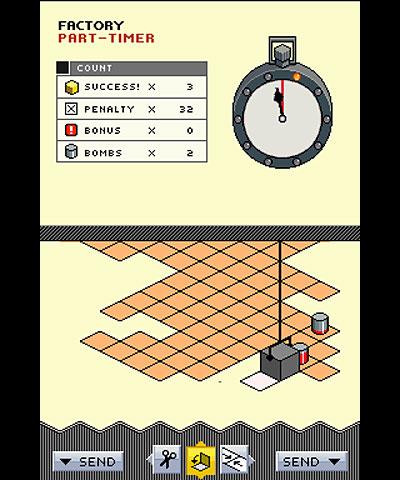 FACTORY
PART-TIMER
COUNT
SUCCESS! X 3
PENALTY X 32
BONUS X 0
BOMBS X 2
SEND
SEND